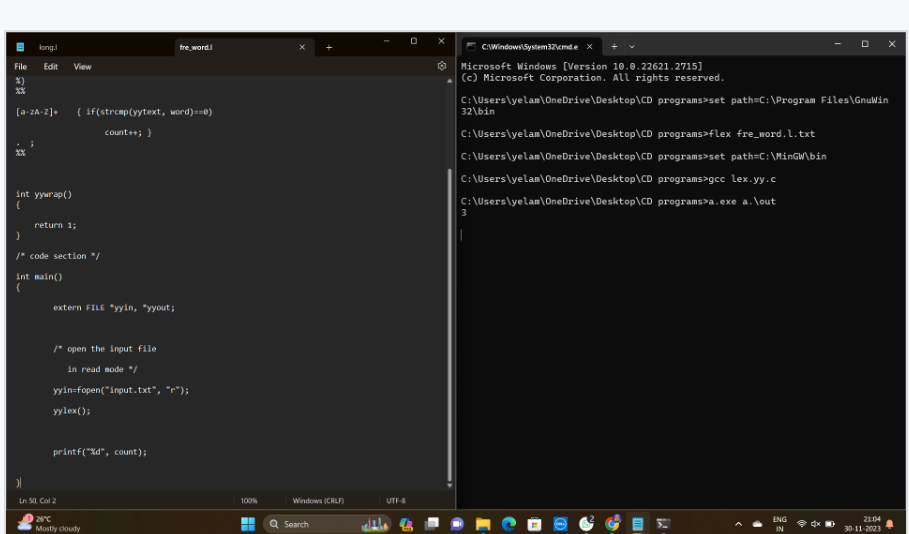 long.l
fre_word.l
File Edit View
%}
%%
[a-zA-Z]+ { if(strcmp(yytext, word)==0)
count++; }
. ;
%%
int yywrap()
{
return 1;
}
/* code section */
int main()
{
extern FILE *yyin, *yyout;
/* open the input file
in read mode */
yyin=fopen("input.txt", "r");
yylex();
printf("%d", count);
}
Ln 50, Col 2 100% Windows (CRLF) UTF-8
C:\Windows\System32\cmd.e
Microsoft Windows [Version 10.0.22621.2715]
(c) Microsoft Corporation. All rights reserved.
C:\Users\yelam\OneDrive\Desktop\CD programs>set path=C:\Program Files\GnuWin
32\bin
C:\Users\yelam\OneDrive\Desktop\CD programs>flex fre_word.l.txt
C:\Users\yelam\OneDrive\Desktop\CD programs>set path=C:\MinGW\bin
C:\Users\yelam\OneDrive\Desktop\CD programs>gcc lex.yy.c
C:\Users\yelam\OneDrive\Desktop\CD programs>a.exe a.\out
3
26°C
Mostly cloudy
Search
ENG
IN
21:04
30-11-2023